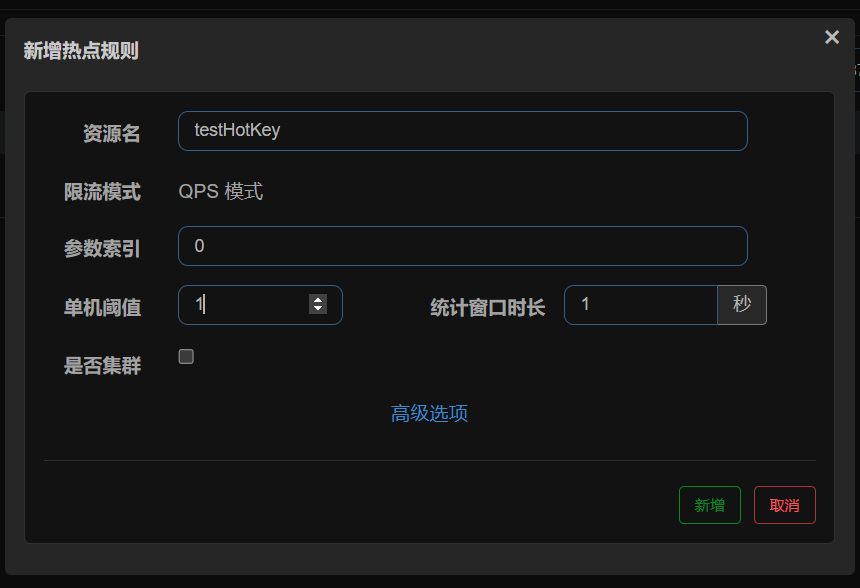 新增热点规则 ×
资源名 testHotKey
限流模式 QPS 模式
参数索引 0
单机阈值 1 统计窗口时长 1 秒
是否集群
高级选项
新增 取消